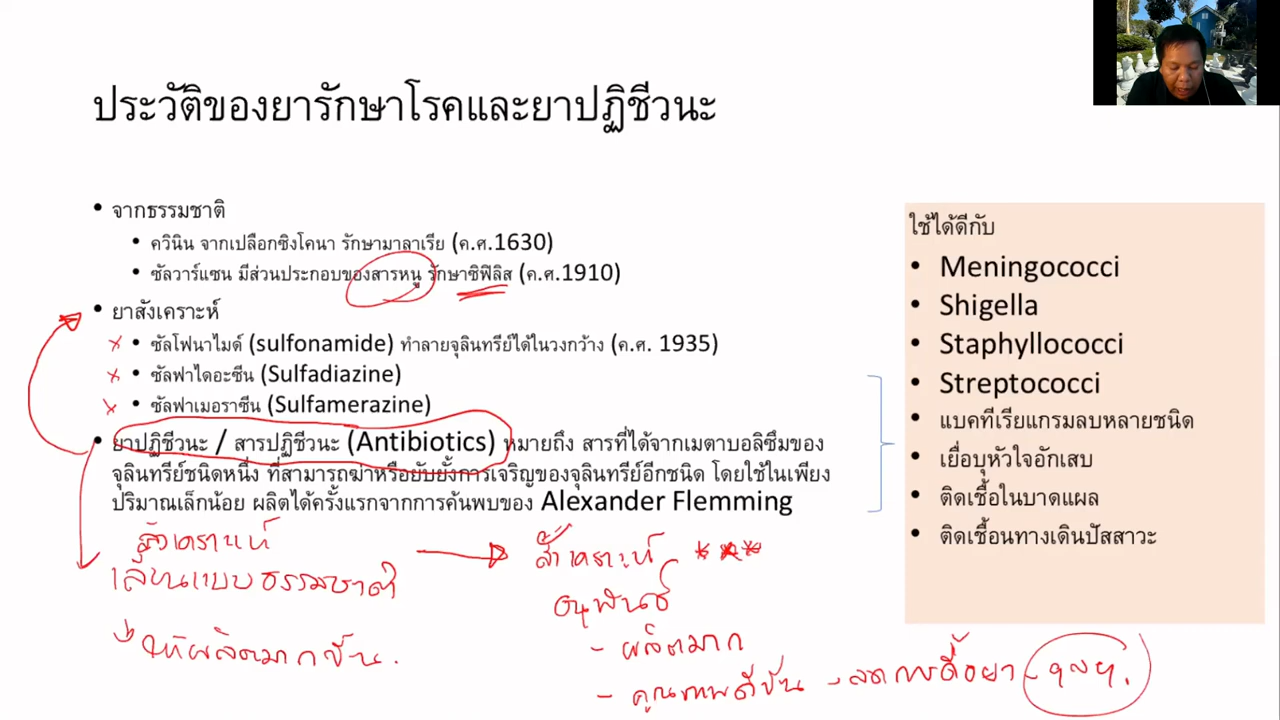 ประวัติของยารักษาโรคและยาปฏิชีวนะ
• จากธรรมชาติ
• ควินิน จากเปลือกซิงโคนา รักษามาลาเรีย (ค.ศ.1630)
• ซัลวาร์แซน มีส่วนประกอบของสารหนู รักษาซิฟิลิส (ค.ศ.1910)
• ยาสังเคราะห์
• ซัลโฟนาไมด์ (sulfonamide) ทำลายจุลินทรีย์ได้ในวงกว้าง (ค.ศ. 1935)
• ซัลฟาไดอะซีน (Sulfadiazine)
• ซัลฟาเมอราซีน (Sulfamerazine)
• ยาปฏิชีวนะ / สารปฏิชีวนะ (Antibiotics) หมายถึง สารที่ได้จากเมตาบอลิซึมของ
จุลินทรีย์ชนิดหนึ่ง ที่สามารถฆ่าหรือยับยั้งการเจริญของจุลินทรีย์อีกชนิด โดยใช้ในเพียง
ปริมาณเล็กน้อย ผลิตได้ครั้งแรกจากการค้นพบของ Alexander Flemming
ใช้ได้ดีกับ
• Meningococci
• Shigella
• Staphyllococci
• Streptococci
• แบคทีเรียแกรมลบหลายชนิด
• เยื่อบุหัวใจอักเสบ
• ติดเชื้อในบาดแผล
• ติดเชื้อนทางเดินปัสสาวะ
สังเคราะห์
เลียนแบบธรรมชาติ
ให้ผลิตมากขึ้น.
สังเคราะห์ ***
อนุพันธ์
- ผลิตมาก
- คุณภาพดีขึ้น - ลดการดื้อยา - ฯลฯ.